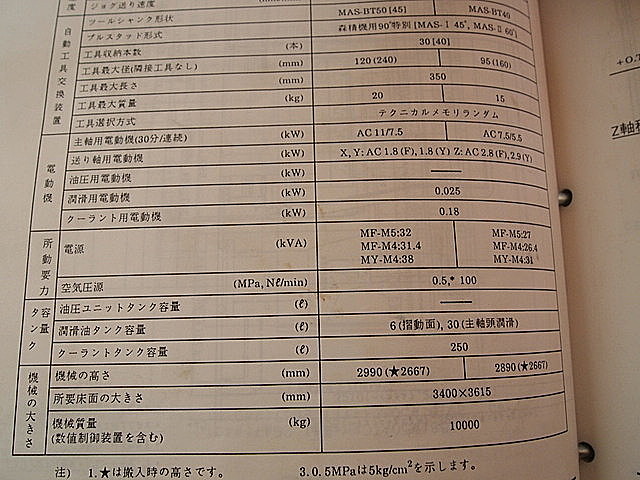 度 ジョグ送り速度
自動工具交換装置
ツールシャンク形状 MAS-BT50 [45] MAS-BT40
プルスタッド形式 森精機用90°特別 [MAS-Ⅰ 45°, MAS-Ⅱ 60°]
工具収納本数 (本) 30 [40]
工具最大径(隣接工具なし) (mm) 120 (240) 95 (160)
工具最大長さ (mm) 350
工具最大質量 (kg) 20 15
工具選択方式 テクニカルメモリランダム
電動機
主軸用電動機(30分/連続) (kW) AC 11/7.5 AC 7.5/5.5
送り軸用電動機 (kW) X, Y: AC 1.8 (F), 1.8 (Y) Z: AC 2.8 (F), 2.9 (Y)
油圧用電動機 (kW) ——
潤滑用電動機 (kW) 0.025
クーラント用電動機 (kW) 0.18
所要動力
電源 (kVA) MF-M5:32 MF-M5:27
MF-M4:31.4 MF-M4:26.4
MY-M4:38 MY-M4:31
空気圧源 (MPa, Nℓ/min) 0.5,* 100
タンク容量
油圧ユニットタンク容量 (ℓ) ——
潤滑油タンク容量 (ℓ) 6 (摺動面), 30 (主軸頭潤滑)
クーラントタンク容量 (ℓ) 250
機械の大きさ
機械の高さ (mm) 2990 (★2667) 2890 (★2667)
所要床面の大きさ (mm) 3400×3615
機械質量 (kg) 10000
(数値制御装置を含む)
注) 1.★は搬入時の高さです。 3.0.5MPaは5kg/cm²を示します。
Z軸